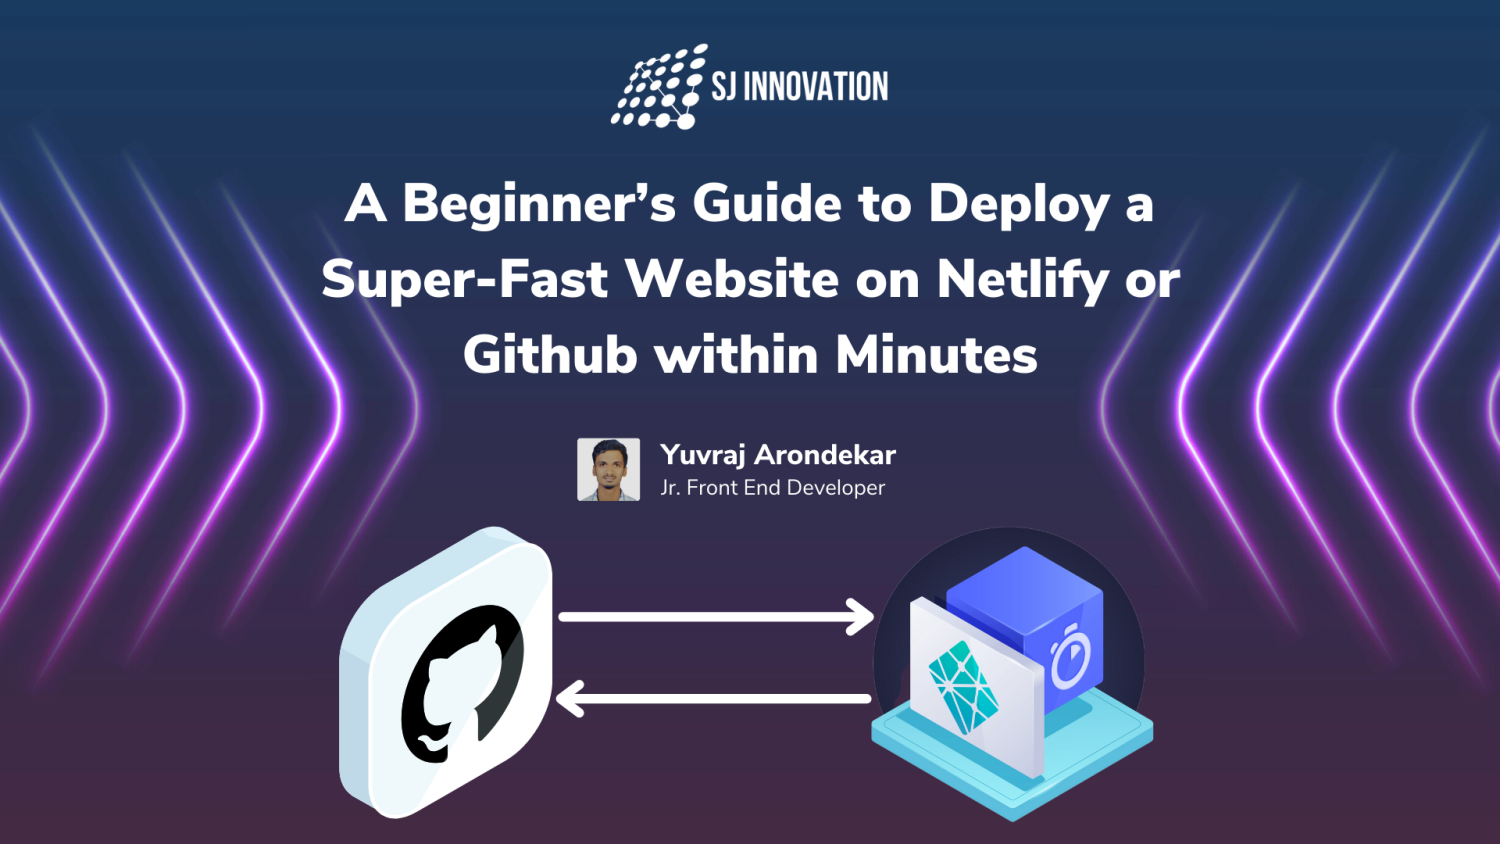 SJ INNOVATION
A Beginner’s Guide to Deploy a
Super-Fast Website on Netlify or
Github within Minutes
Yuvraj Arondekar
Jr. Front End Developer